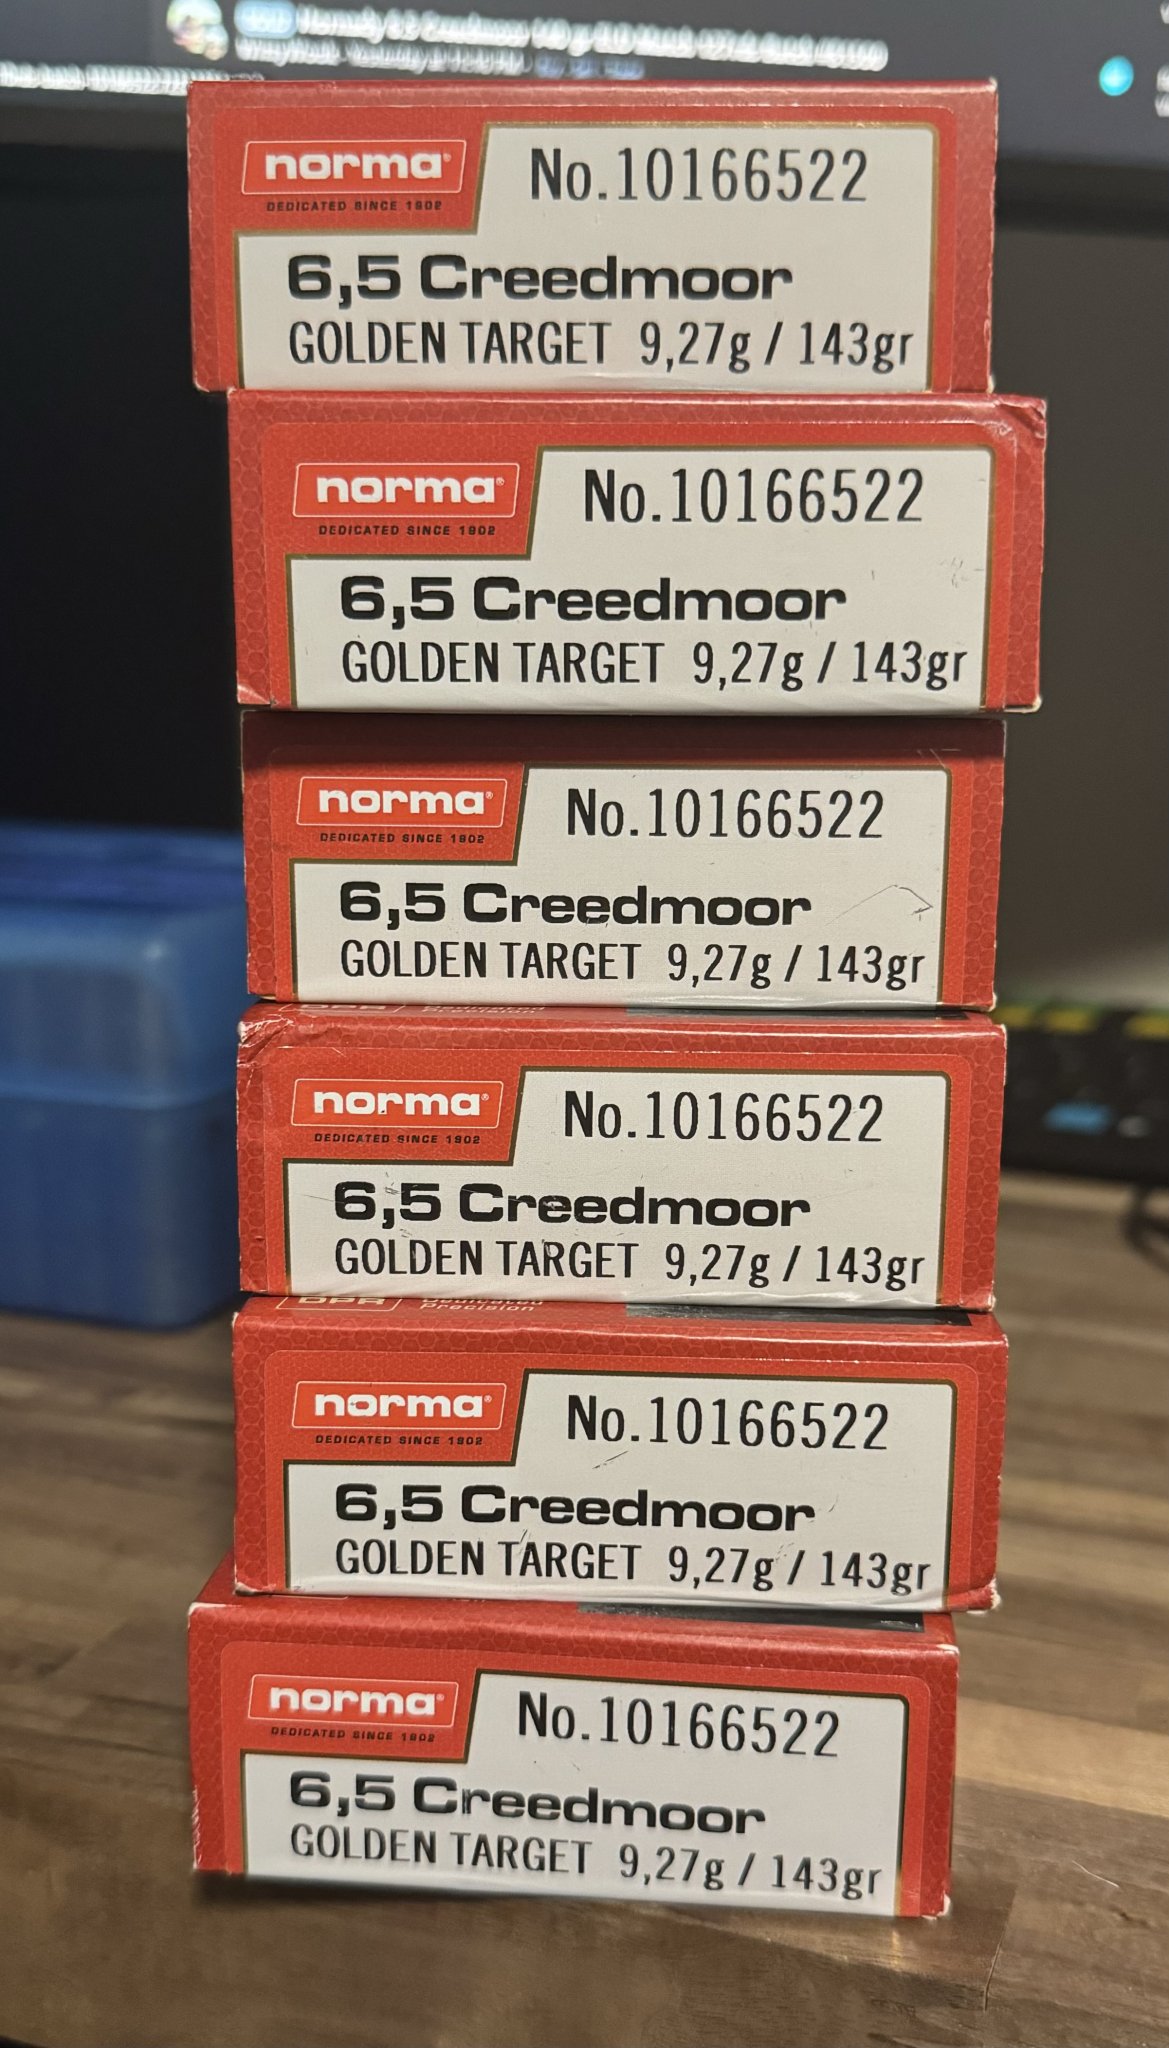 norma®
DEDICATED SINCE 1902
No.10166522
6,5 Creedmoor
GOLDEN TARGET 9,27g / 143gr
norma®
DEDICATED SINCE 1902
No.10166522
6,5 Creedmoor
GOLDEN TARGET 9,27g / 143gr
norma®
DEDICATED SINCE 1902
No.10166522
6,5 Creedmoor
GOLDEN TARGET 9,27g / 143gr
norma®
DEDICATED SINCE 1902
No.10166522
6,5 Creedmoor
GOLDEN TARGET 9,27g / 143gr
Precision
norma®
DEDICATED SINCE 1902
No.10166522
6,5 Creedmoor
GOLDEN TARGET 9,27g / 143gr
norma®
DEDICATED SINCE 1902
No.10166522
6,5 Creedmoor
GOLDEN TARGET 9,27g / 143gr